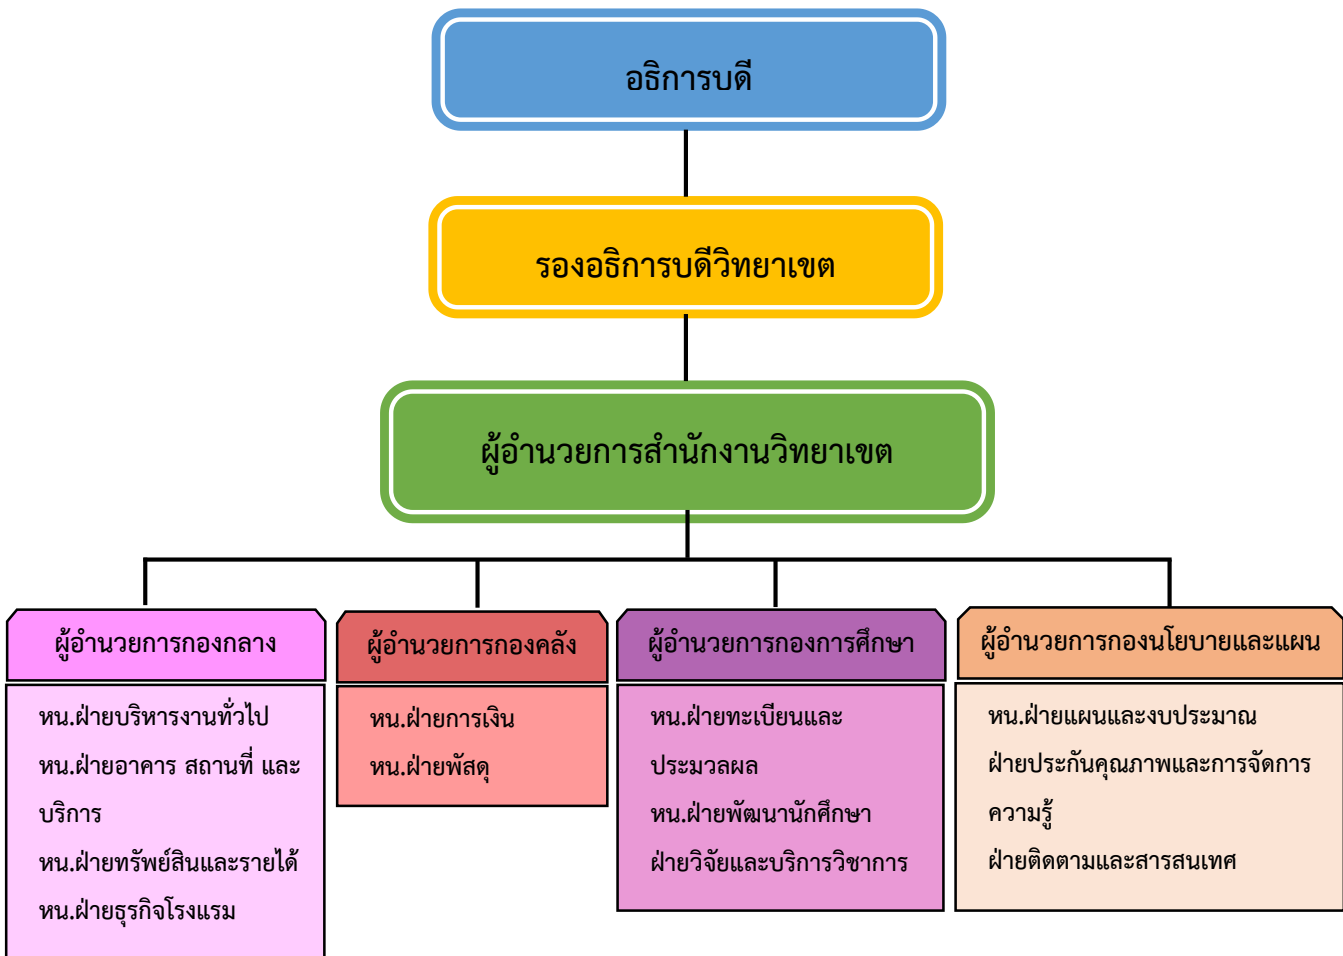 อธิการบดี
รองอธิการบดีวิทยาเขต
ผู้อำนวยการสำนักงานวิทยาเขต
ผู้อำนวยการกองกลาง
หน.ฝ่ายบริหารงานทั่วไป
หน.ฝ่ายอาคาร สถานที่ และ
บริการ
หน.ฝ่ายทรัพย์สินและรายได้
หน.ฝ่ายธุรกิจโรงแรม
ผู้อำนวยการกองคลัง
หน.ฝ่ายการเงิน
หน.ฝ่ายพัสดุ
ผู้อำนวยการกองการศึกษา
หน.ฝ่ายทะเบียนและ
ประมวลผล
หน.ฝ่ายพัฒนานักศึกษา
ฝ่ายวิจัยและบริการวิชาการ
ผู้อำนวยการกองนโยบายและแผน
หน.ฝ่ายแผนและงบประมาณ
ฝ่ายประกันคุณภาพและการจัดการ
ความรู้
ฝ่ายติดตามและสารสนเทศ